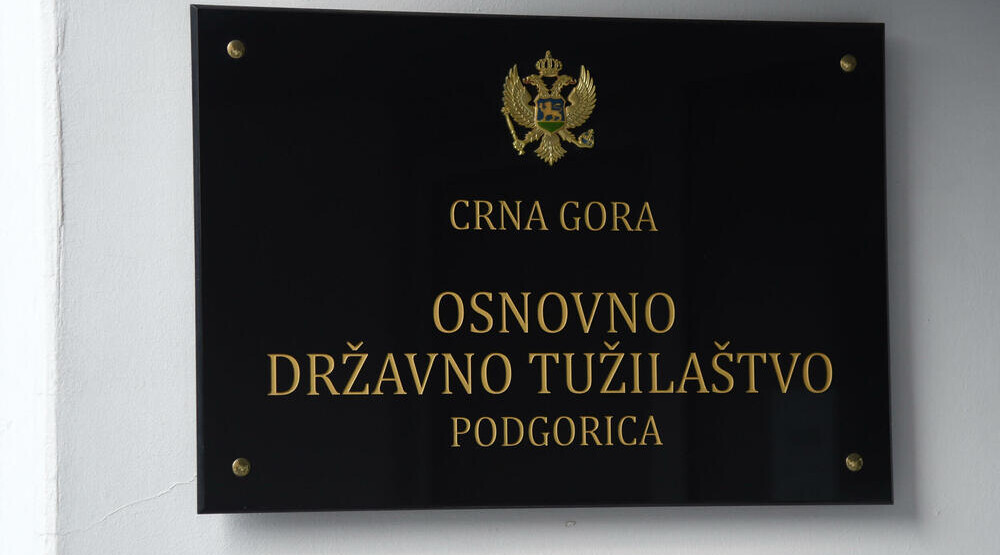 CRNA GORA
OSNOVNO
DRŽAVNO TUŽILAŠTVO
PODGORICA